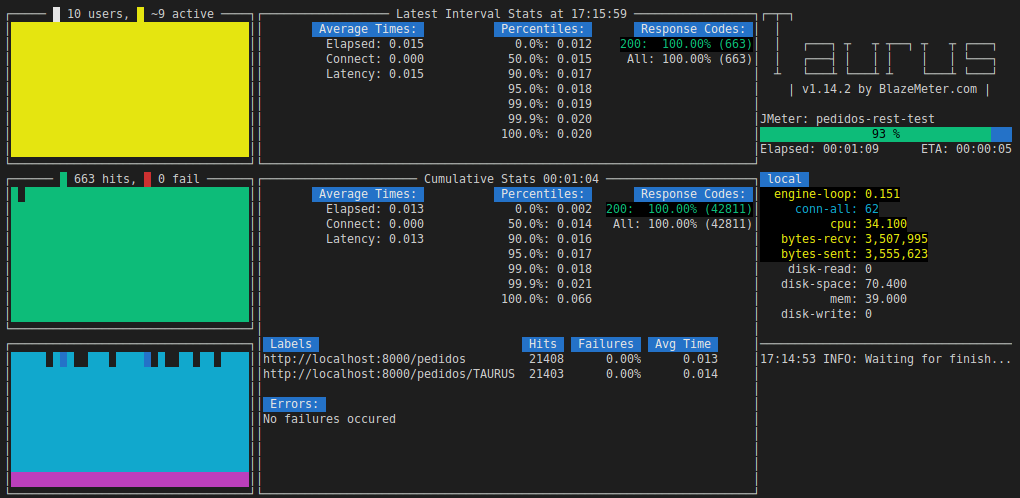 10 users, ~9 active
Latest Interval Stats at 17:15:59
Average Times: Percentiles: Response Codes:
Elapsed: 0.015 0.0%: 0.012 200: 100.00% (663)
Connect: 0.000 50.0%: 0.015 All: 100.00% (663)
Latency: 0.015 90.0%: 0.017
95.0%: 0.018
99.0%: 0.019
99.9%: 0.020
100.0%: 0.020
TAURUS
v1.14.2 by BlazeMeter.com
JMeter: pedidos-rest-test
93 %
Elapsed: 00:01:09 ETA: 00:00:05
663 hits, 0 fail
Cumulative Stats 00:01:04
Average Times: Percentiles: Response Codes:
Elapsed: 0.013 0.0%: 0.002 200: 100.00% (42811)
Connect: 0.000 50.0%: 0.014 All: 100.00% (42811)
Latency: 0.013 90.0%: 0.016
95.0%: 0.017
99.0%: 0.018
99.9%: 0.021
100.0%: 0.066
local
engine-loop: 0.151
conn-all: 62
cpu: 34.100
bytes-recv: 3,507,995
bytes-sent: 3,555,623
disk-read: 0
disk-space: 70.400
mem: 39.000
disk-write: 0
Labels Hits Failures Avg Time
http://localhost:8000/pedidos 21408 0.00% 0.013
http://localhost:8000/pedidos/TAURUS 21403 0.00% 0.014
Errors:
No failures occured
17:14:53 INFO: Waiting for finish...